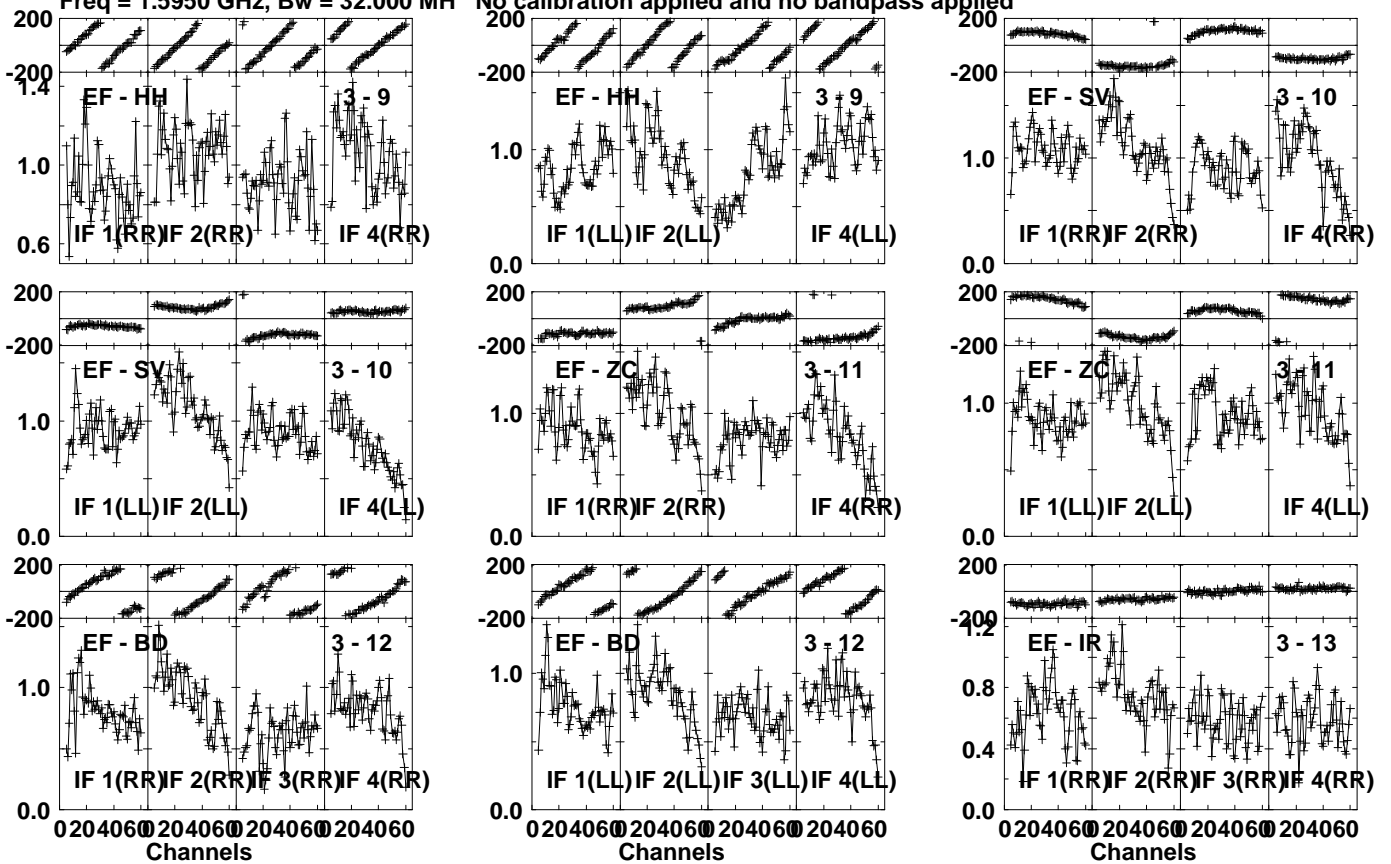 Freq = 1.5950 GHz, Bw = 32.000 MH No calibration applied and no bandpass applied
200
-200
1.4
1.0
0.6
EF - HH
3 - 9
IF 1(RR)
IF 2(RR)
IF 4(RR)
200
-200
1.0
0.0
EF - HH
3 - 9
IF 1(LL)
IF 2(LL)
IF 4(LL)
200
-200
1.0
0.0
EF - SV
3 - 10
IF 1(RR)
IF 2(RR)
IF 4(RR)
200
-200
1.0
0.0
EF - SV
3 - 10
IF 1(LL)
IF 2(LL)
IF 4(LL)
200
-200
1.0
0.0
EF - ZC
3 - 11
IF 1(RR)
IF 2(RR)
IF 4(RR)
200
-200
1.0
0.0
EF - ZC
3 - 11
IF 1(LL)
IF 2(LL)
IF 4(LL)
200
-200
1.0
0.0
EF - BD
3 - 12
IF 1(RR)
IF 2(RR)
IF 3(RR)
IF 4(RR)
0 20 40 60 0 20 40 60 0 20 40 60 0 20 40 60
Channels
200
-200
1.0
0.0
EF - BD
3 - 12
IF 1(LL)
IF 2(LL)
IF 3(LL)
IF 4(LL)
0 20 40 60 0 20 40 60 0 20 40 60 0 20 40 60
Channels
200
-200
1.2
0.8
0.4
0.0
EF - IR
3 - 13
IF 1(RR)
IF 2(RR)
IF 3(RR)
IF 4(RR)
0 20 40 60 0 20 40 60 0 20 40 60 0 20 40 60
Channels